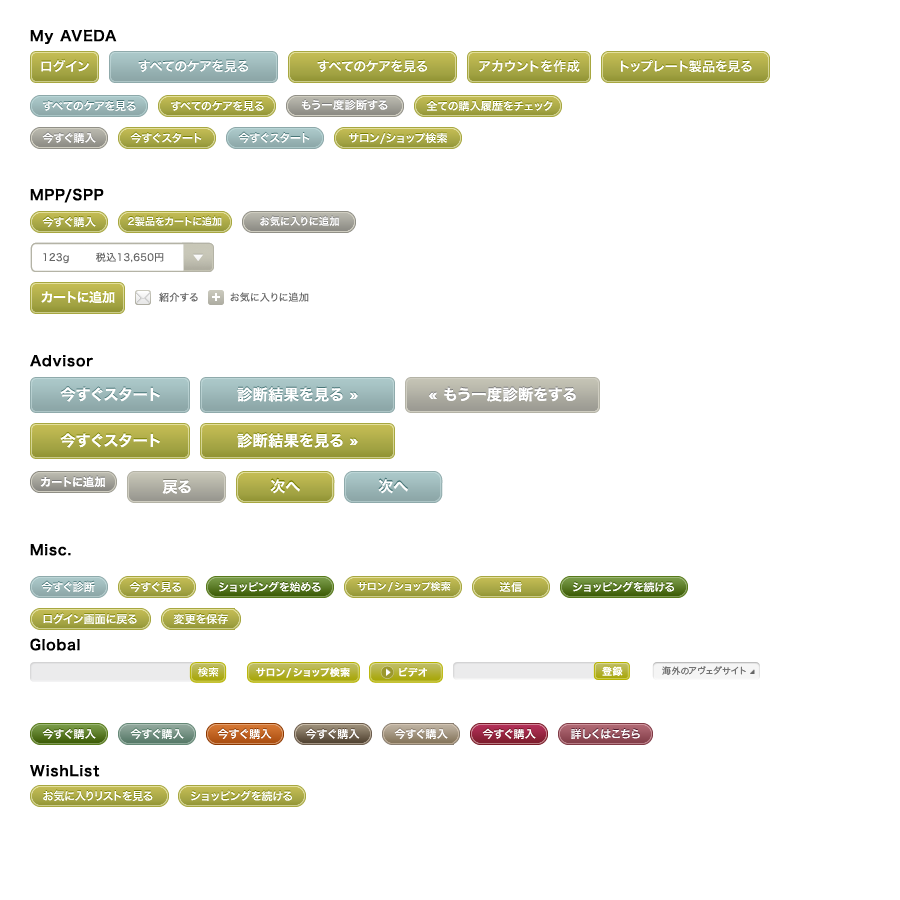 My AVEDA
ログイン すべてのケアを見る すべてのケアを見る アカウントを作成 トップレート製品を見る
すべてのケアを見る すべてのケアを見る もう一度診断する 全ての購入履歴をチェック
今すぐ購入 今すぐスタート 今すぐスタート サロン/ショップ検索
MPP/SPP
今すぐ購入 2製品をカートに追加 お気に入りに追加
123g 税込13,650円
カートに追加 紹介する お気に入りに追加
Advisor
今すぐスタート 診断結果を見る » « もう一度診断をする
今すぐスタート 診断結果を見る »
カートに追加 戻る 次へ 次へ
Misc.
今すぐ診断 今すぐ見る ショッピングを始める サロン/ショップ検索 送信 ショッピングを続ける
ログイン画面に戻る 変更を保存
Global
検索 サロン/ショップ検索 ビデオ 登録 海外のアヴェダサイト
今すぐ購入 今すぐ購入 今すぐ購入 今すぐ購入 今すぐ購入 今すぐ購入 詳しくはこちら
WishList
お気に入りリストを見る ショッピングを続ける